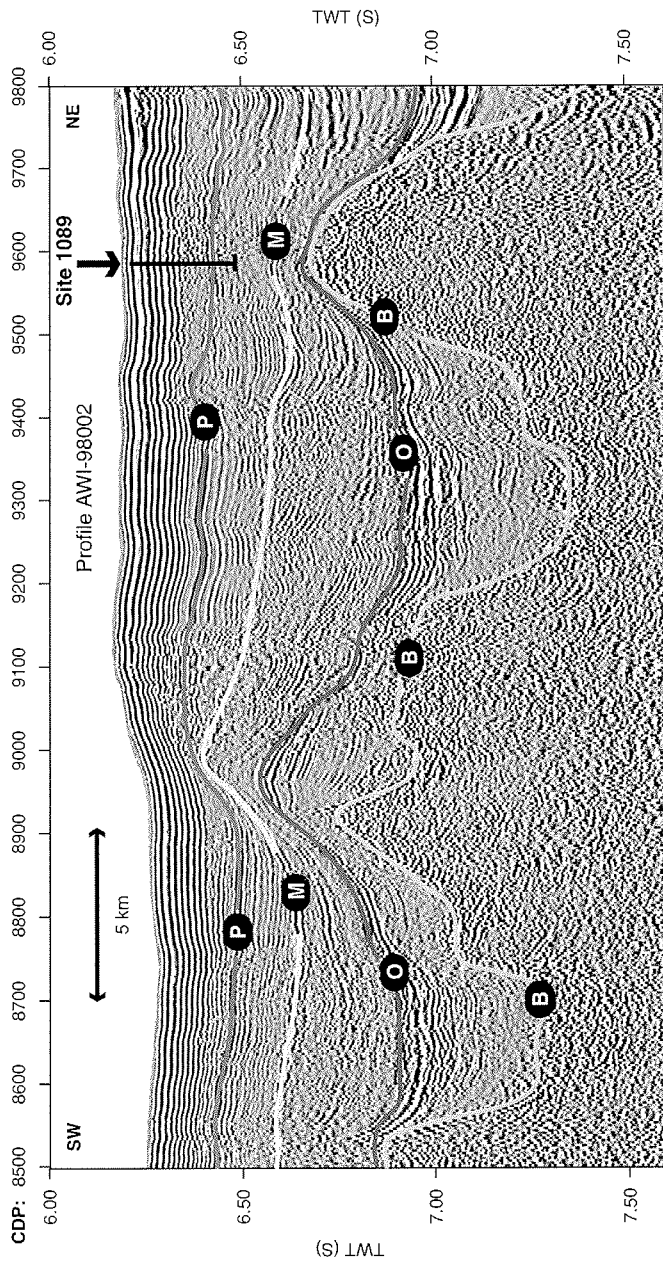 CDP: 8500 8600 8700 8800 8900 9000 9100 9200 9300 9400 9500 9600 9700 9800
SW
5 km
Profile AWI-98002
Site 1089
NE
6.00
6.50
7.00
TWT (S)
7.50
6.00
6.50
7.00
7.50
TWT (S)
P
P
M
M
O
O
B
B
B